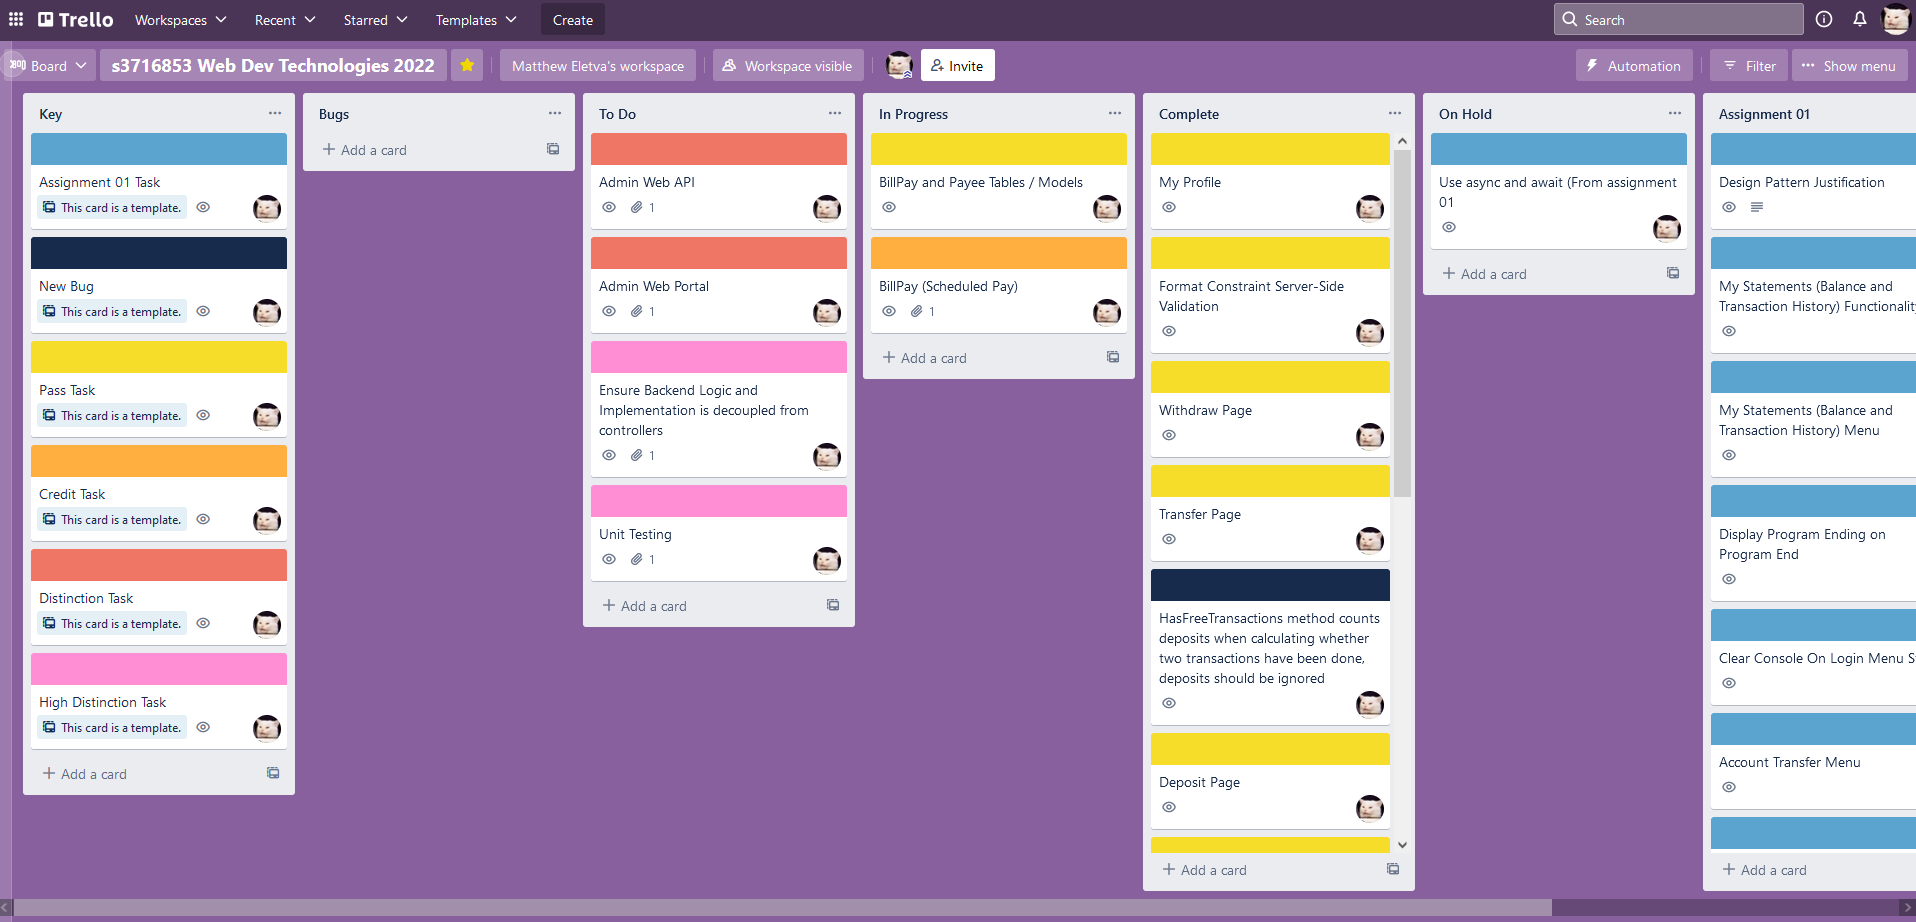 Trello
Workspaces
Recent
Starred
Templates
Create
Search
Board
s3716853 Web Dev Technologies 2022
Matthew Eletva's workspace
Workspace visible
Invite
Automation
Filter
Show menu
Key
Assignment 01 Task
This card is a template.
New Bug
This card is a template.
Pass Task
This card is a template.
Credit Task
This card is a template.
Distinction Task
This card is a template.
High Distinction Task
This card is a template.
Add a card
Bugs
Add a card
To Do
Admin Web API
1
Admin Web Portal
1
Ensure Backend Logic and
Implementation is decoupled from
controllers
1
Unit Testing
1
Add a card
In Progress
BillPay and Payee Tables / Models
BillPay (Scheduled Pay)
1
Add a card
Complete
My Profile
Format Constraint Server-Side
Validation
Withdraw Page
Transfer Page
HasFreeTransactions method counts
deposits when calculating whether
two transactions have been done,
deposits should be ignored
Deposit Page
Add a card
On Hold
Use async and await (From assignment
01
Add a card
Assignment 01
Design Pattern Justification
My Statements (Balance and
Transaction History) Functionality
My Statements (Balance and
Transaction History) Menu
Display Program Ending on
Program End
Clear Console On Login Menu S
Account Transfer Menu
Add a card